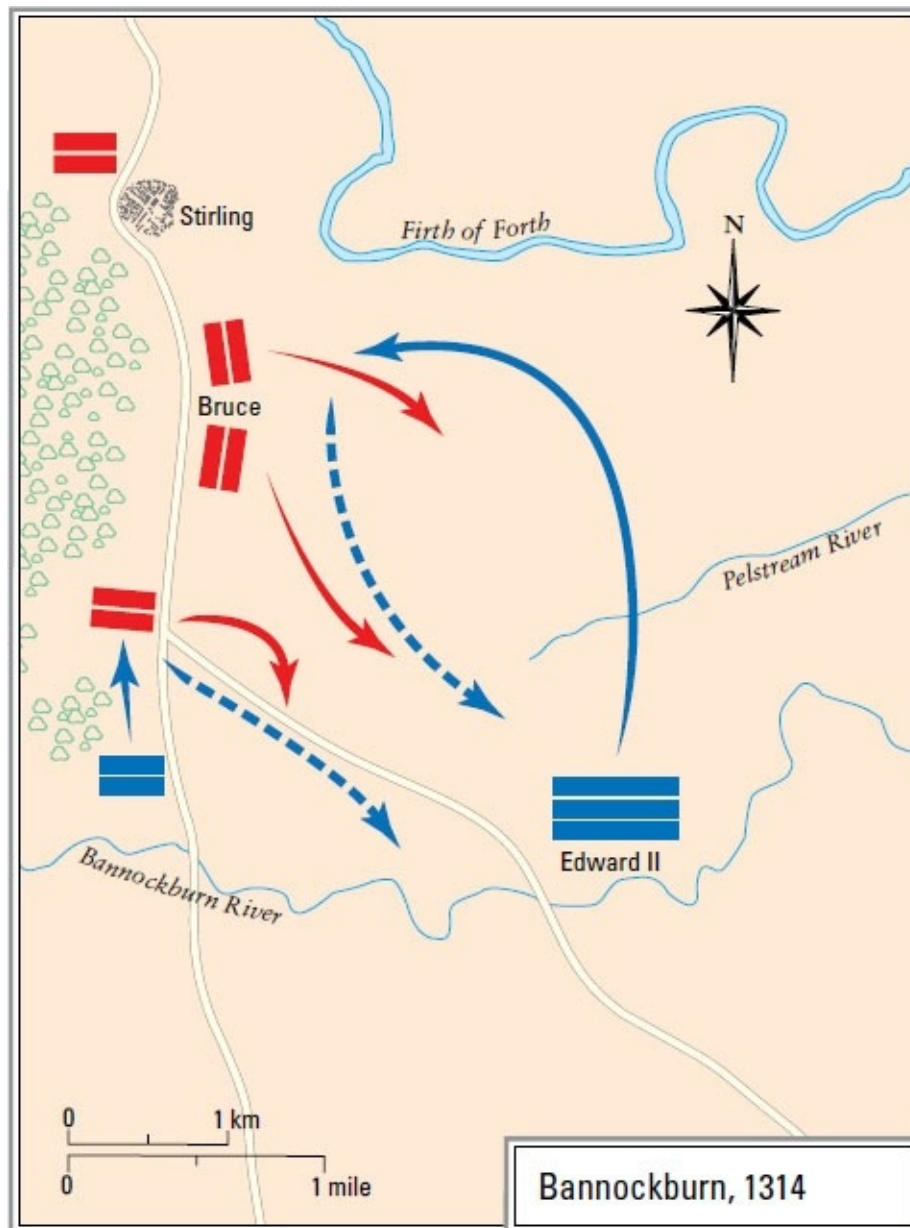 Stirling
Firth of Forth
N
Bruce
Pelstream River
Edward II
Bannockburn River
0 1 km
0 1 mile
Bannockburn, 1314